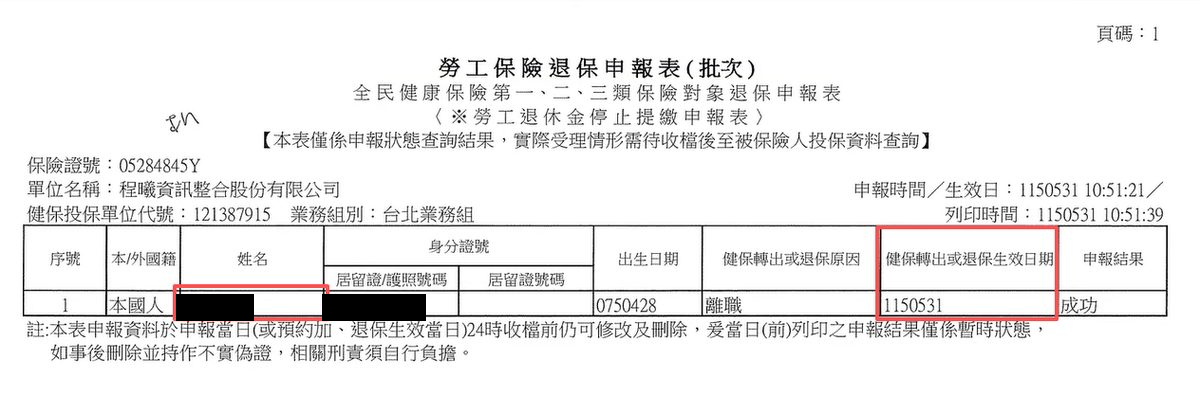 頁碼：1
勞工保險退保申報表(批次)
全民健康保險第一、二、三類保險對象退保申報表
〈※勞工退休金停止提繳申報表〉
【本表僅係申報狀態查詢結果，實際受理情形需待收檔後至被保險人投保資料查詢】
保險證號：05284845Y
單位名稱：程曦資訊整合股份有限公司 申報時間／生效日：1150531 10:51:21／
健保投保單位代號：121387915 業務組別：台北業務組 列印時間：1150531 10:51:39
序號 本/外國籍 姓名 身分證號 出生日期 健保轉出或退保原因 健保轉出或退保生效日期 申報結果
居留證/護照號碼 居留證號碼
1 本國人 0750428 離職 1150531 成功
註:本表申報資料於申報當日(或預約加、退保生效當日)24時收檔前仍可修改及刪除，爰當日(前)列印之申報結果僅係暫時狀態，
如事後刪除並持作不實偽證，相關刑責須自行負擔。